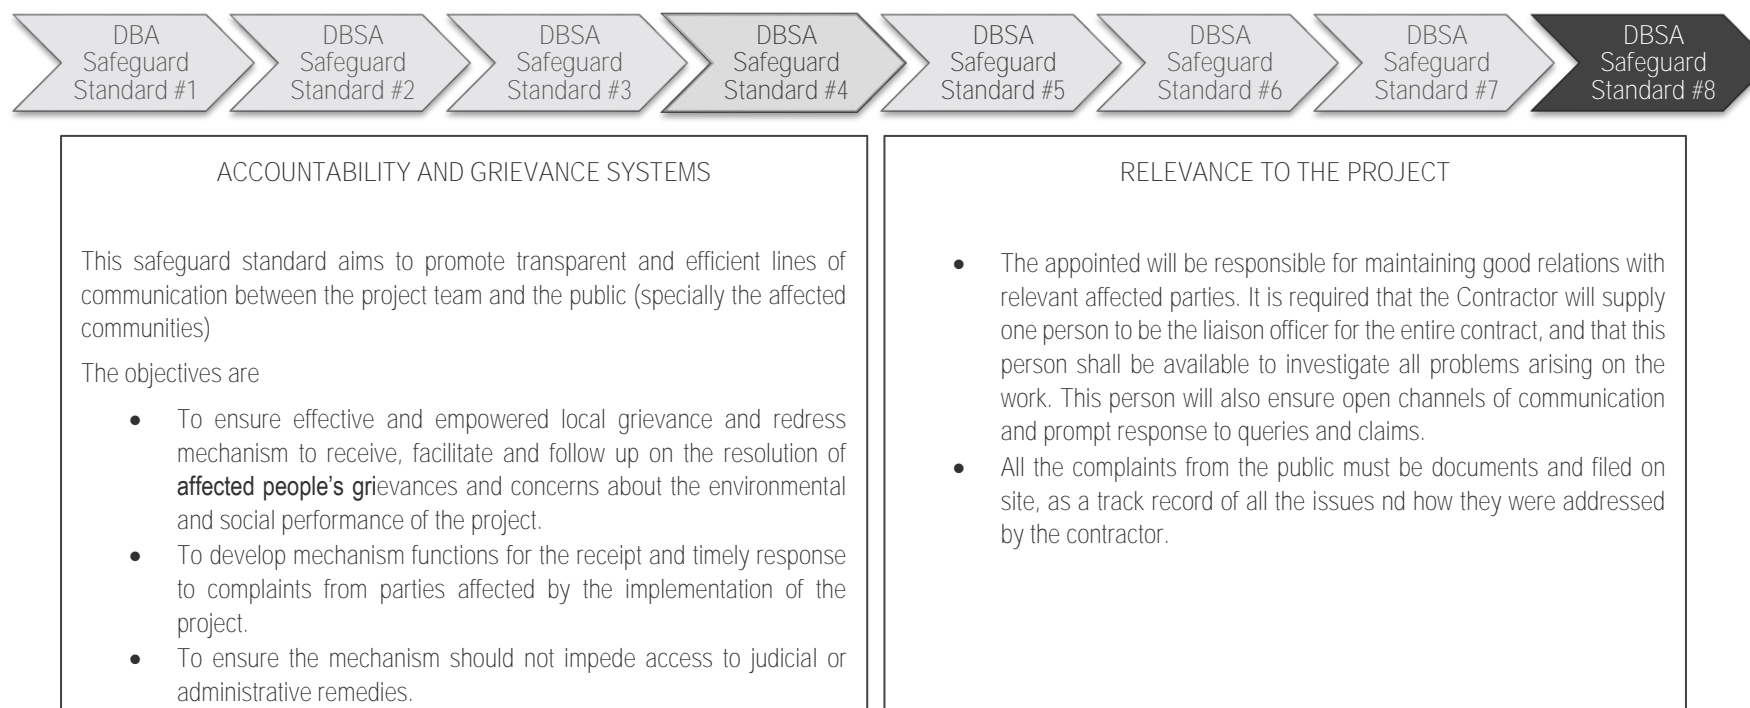 DBA
Safeguard
Standard #1
DBSA
Safeguard
Standard #2
DBSA
Safeguard
Standard #3
DBSA
Safeguard
Standard #4
DBSA
Safeguard
Standard #5
DBSA
Safeguard
Standard #6
DBSA
Safeguard
Standard #7
DBSA
Safeguard
Standard #8
ACCOUNTABILITY AND GRIEVANCE SYSTEMS
This safeguard standard aims to promote transparent and efficient lines of
communication between the project team and the public (specially the affected
communities)
The objectives are
• To ensure effective and empowered local grievance and redress
mechanism to receive, facilitate and follow up on the resolution of
affected people’s grievances and concerns about the environmental
and social performance of the project.
• To develop mechanism functions for the receipt and timely response
to complaints from parties affected by the implementation of the
project.
• To ensure the mechanism should not impede access to judicial or
administrative remedies.
RELEVANCE TO THE PROJECT
• The appointed will be responsible for maintaining good relations with
relevant affected parties. It is required that the Contractor will supply
one person to be the liaison officer for the entire contract, and that this
person shall be available to investigate all problems arising on the
work. This person will also ensure open channels of communication
and prompt response to queries and claims.
• All the complaints from the public must be documents and filed on
site, as a track record of all the issues nd how they were addressed
by the contractor.